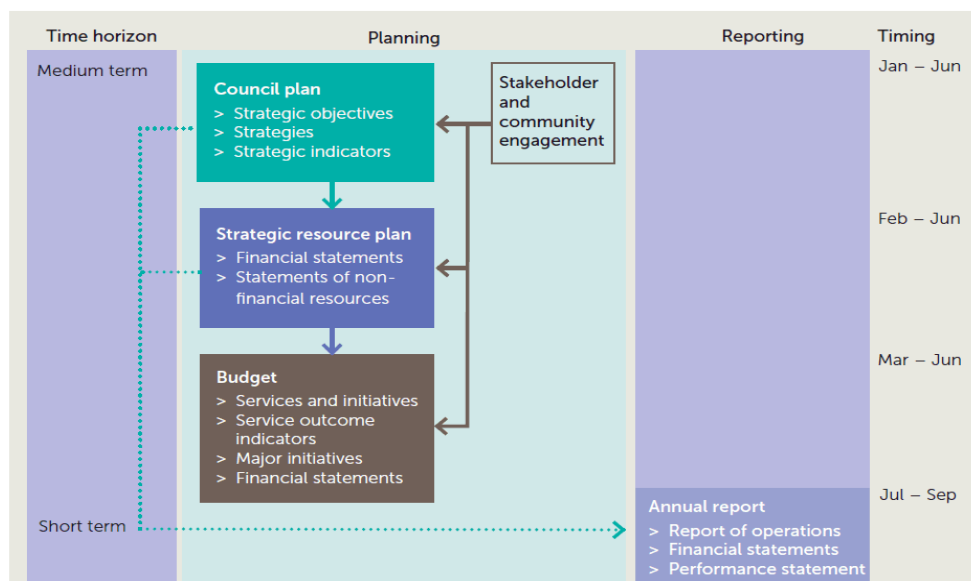 Time horizon
Planning
Reporting
Timing
Medium term
Council plan
> Strategic objectives
> Strategies
> Strategic indicators
Stakeholder
and
community
engagement
Jan – Jun
Strategic resource plan
> Financial statements
> Statements of non-
financial resources
Feb – Jun
Budget
> Services and initiatives
> Service outcome
indicators
> Major initiatives
> Financial statements
Mar – Jun
Short term
Annual report
> Report of operations
> Financial statements
> Performance statement
Jul – Sep